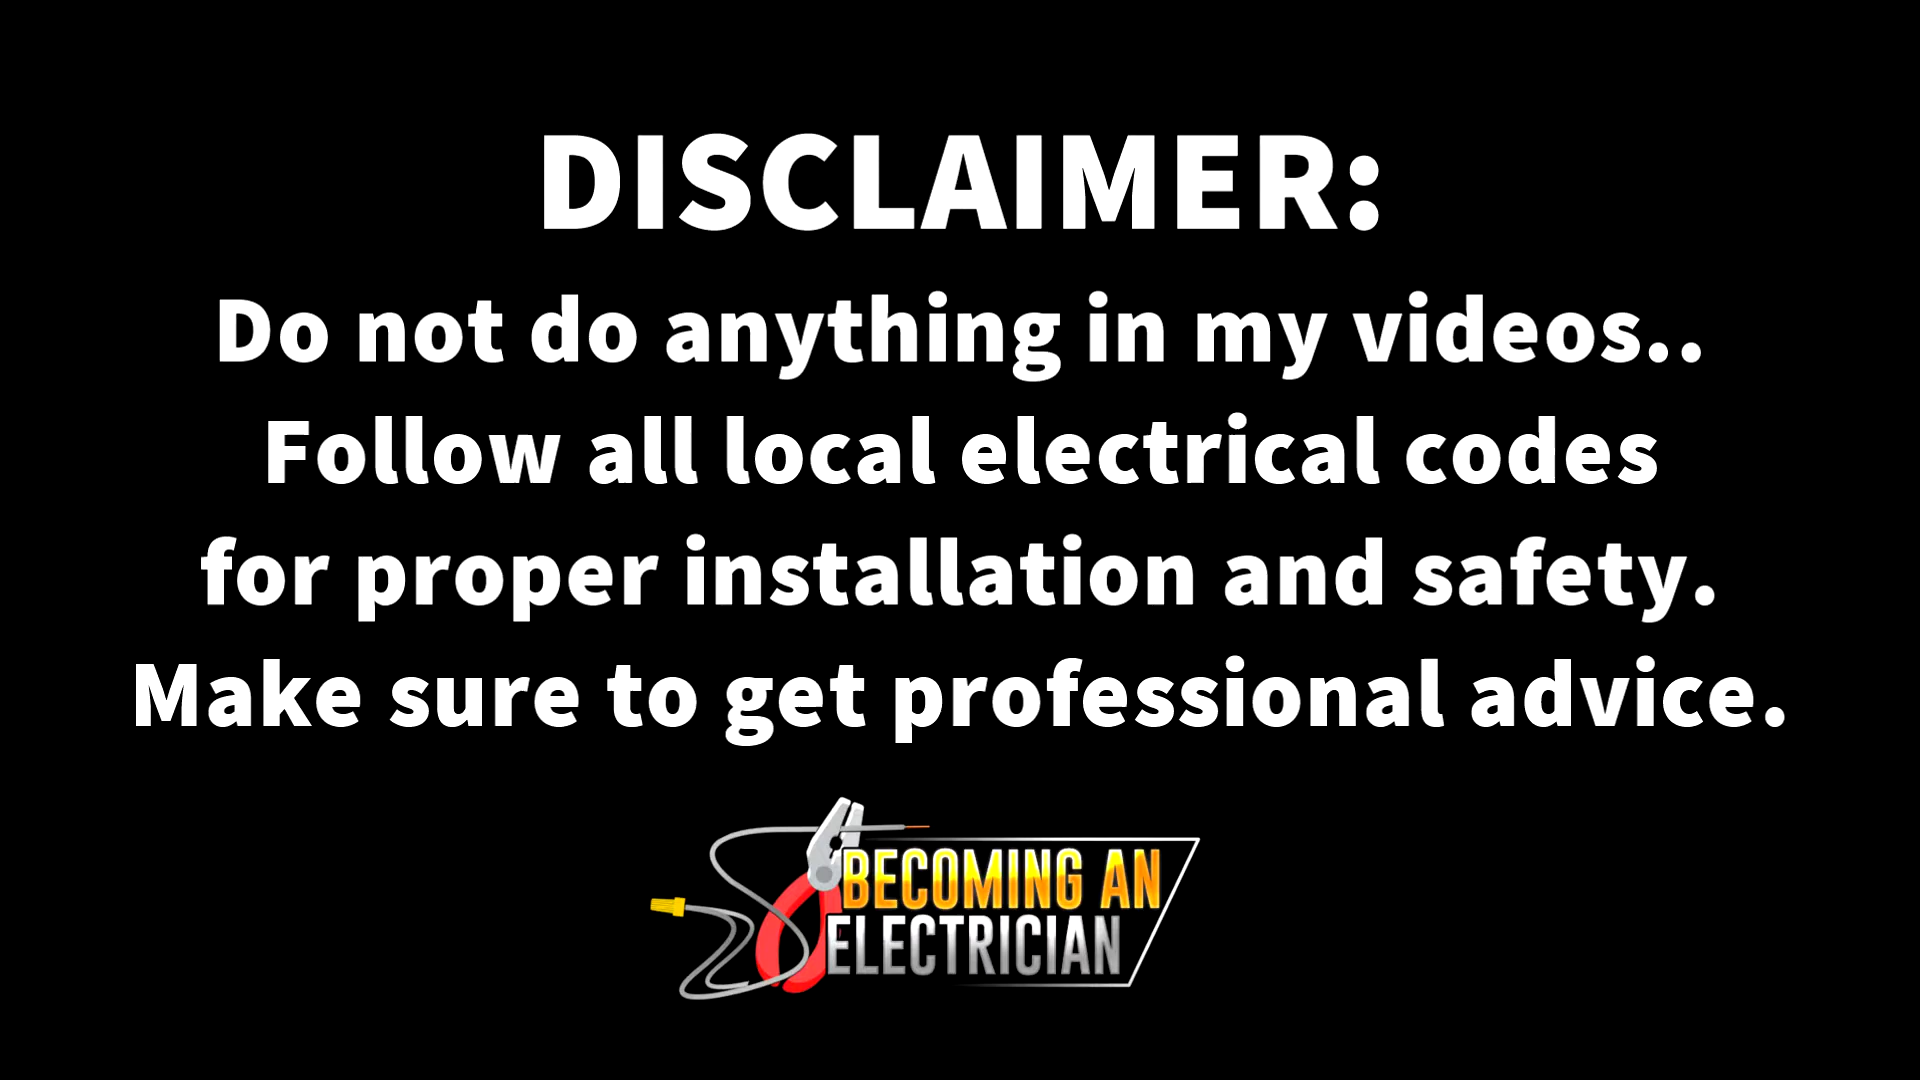 DISCLAIMER:
Do not do anything in my videos..
Follow all local electrical codes
for proper installation and safety.
Make sure to get professional advice.
BECOMING AN
ELECTRICIAN